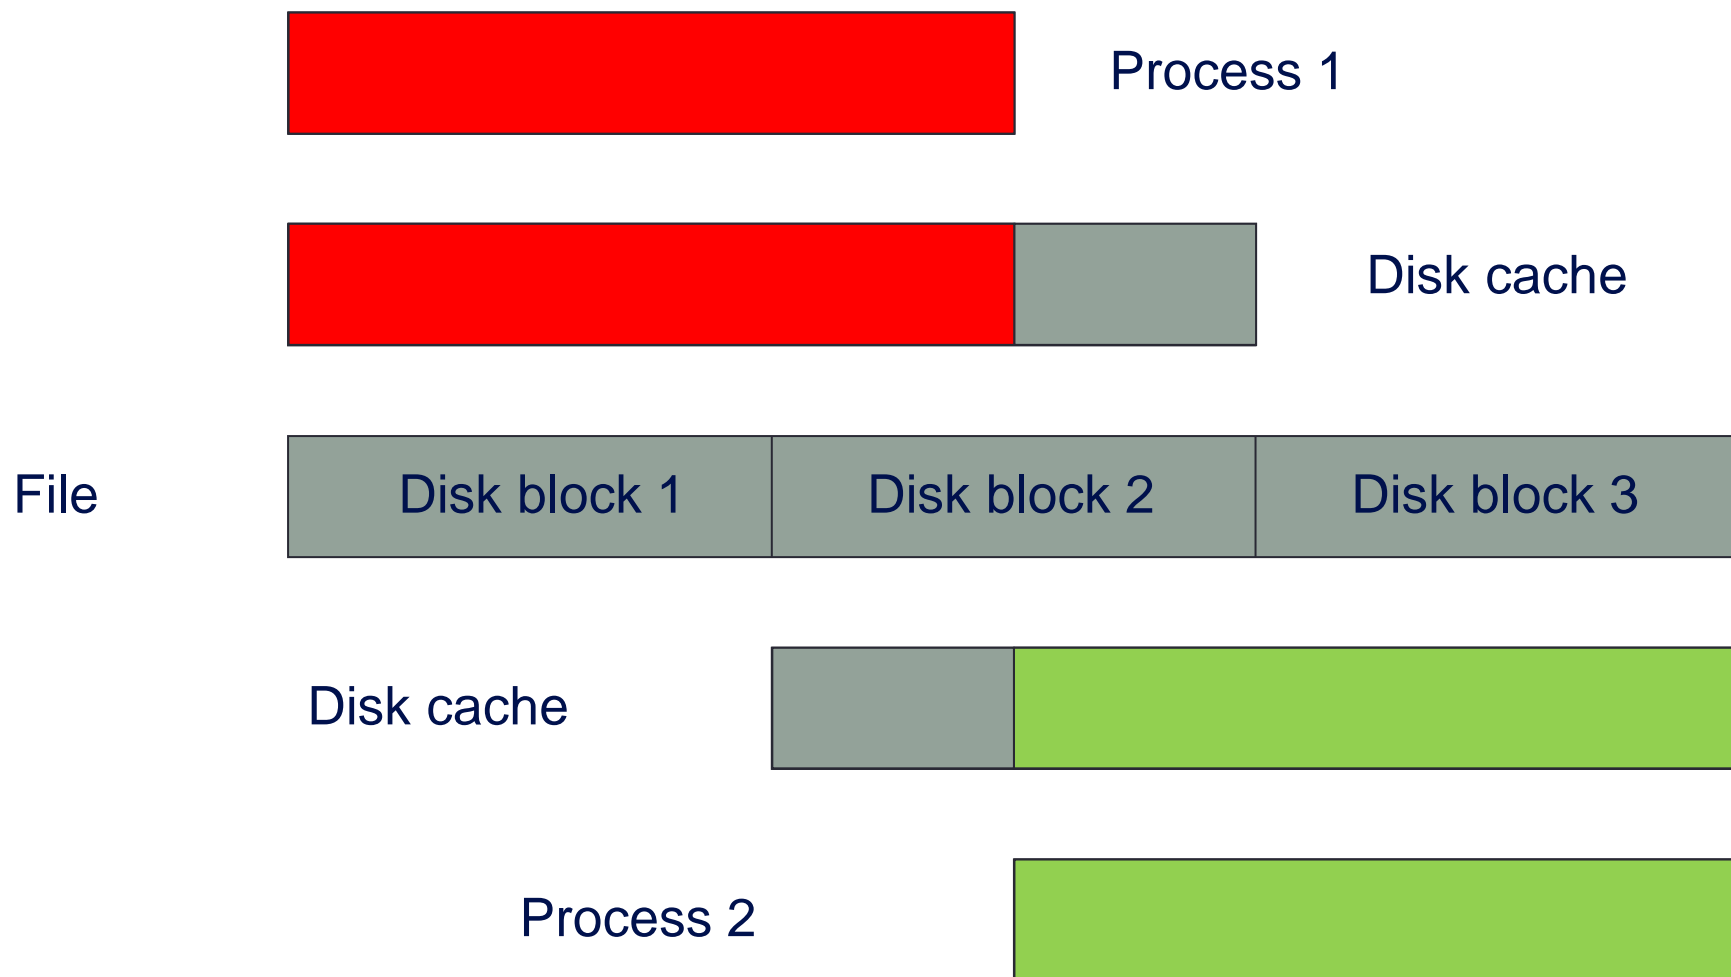 Process 1
Disk cache
File
Disk block 1
Disk block 2
Disk block 3
Disk cache
Process 2